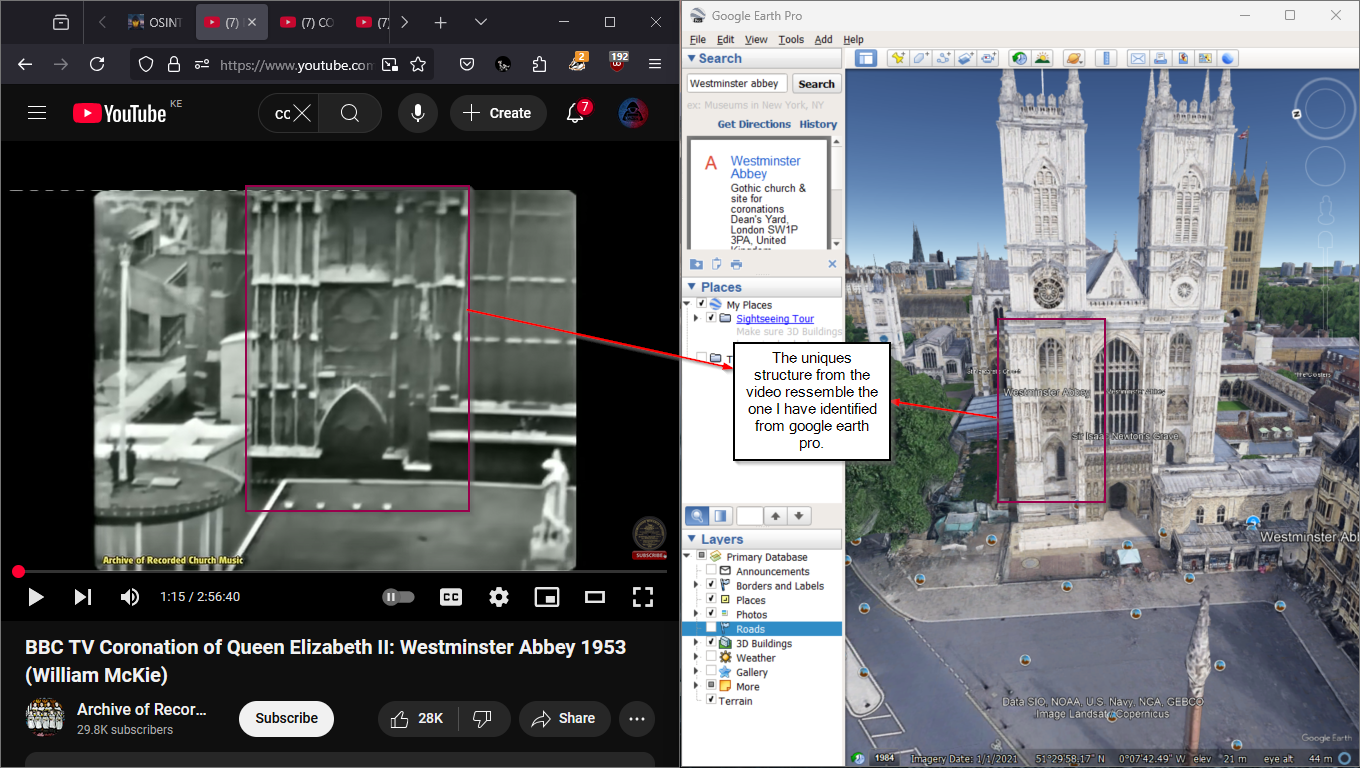 OSINT
(7)
(7) CO
(7)
https://www.youtube.com
2
192
YouTube KE
cc
Create
7
Archive of Recorded Church Music
SUBSCRIBE
1:15 / 2:56:40
CC
BBC TV Coronation of Queen Elizabeth II: Westminster Abbey 1953
(William McKie)
Archive of Recor...
29.8K subscribers
Subscribe
28K
Share
Google Earth Pro
File Edit View Tools Add Help
Search
Westminster abbey
Search
ex: Museums in New York, NY
Get Directions History
A
Westminster
Abbey
Gothic church &
site for
coronations
Dean's Yard,
London SW1P
3PA, United
Kingdom
Places
My Places
Sightseeing Tour
Make sure 3D Buildings
T
The uniques
structure from the
video ressemble the
one I have identified
from google earth
pro.
Layers
Primary Database
Announcements
Borders and Labels
Places
Photos
Roads
3D Buildings
Weather
Gallery
More
Terrain
Westminster Abbey
Westminster Abbey
The Cloisters
Sir Isaac Newton's Grave
Westminster Abl
Data SIO, NOAA, U.S. Navy, NGA, GEBCO
Image Landsat / Copernicus
Google Earth
1984
Imagery Date: 1/1/2021 51°29'58.17" N 0°07'42.49" W elev 21 m eye alt 44 m